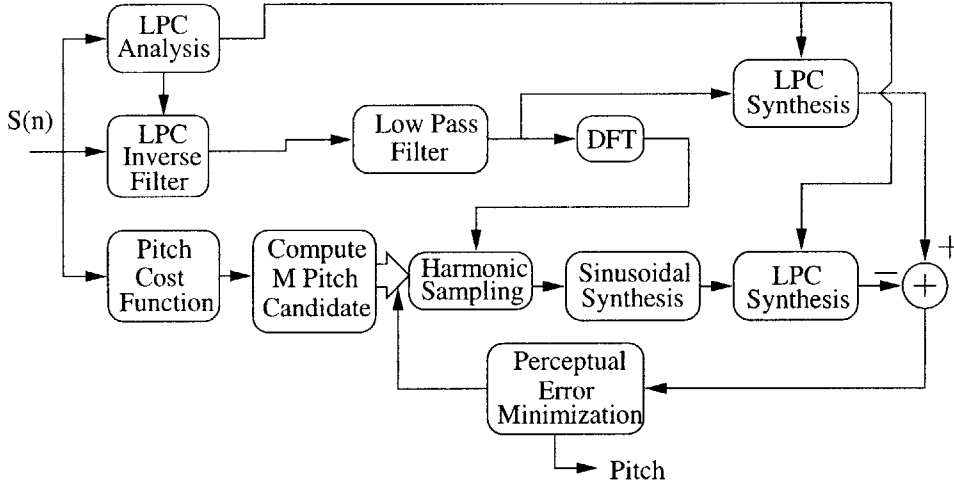 LPC
Analysis
S(n)
LPC
Inverse
Filter
Low Pass
Filter
DFT
LPC
Synthesis
Pitch
Cost
Function
Compute
M Pitch
Candidate
Harmonic
Sampling
Sinusoidal
Synthesis
LPC
Synthesis
−
+
+
Perceptual
Error
Minimization
Pitch